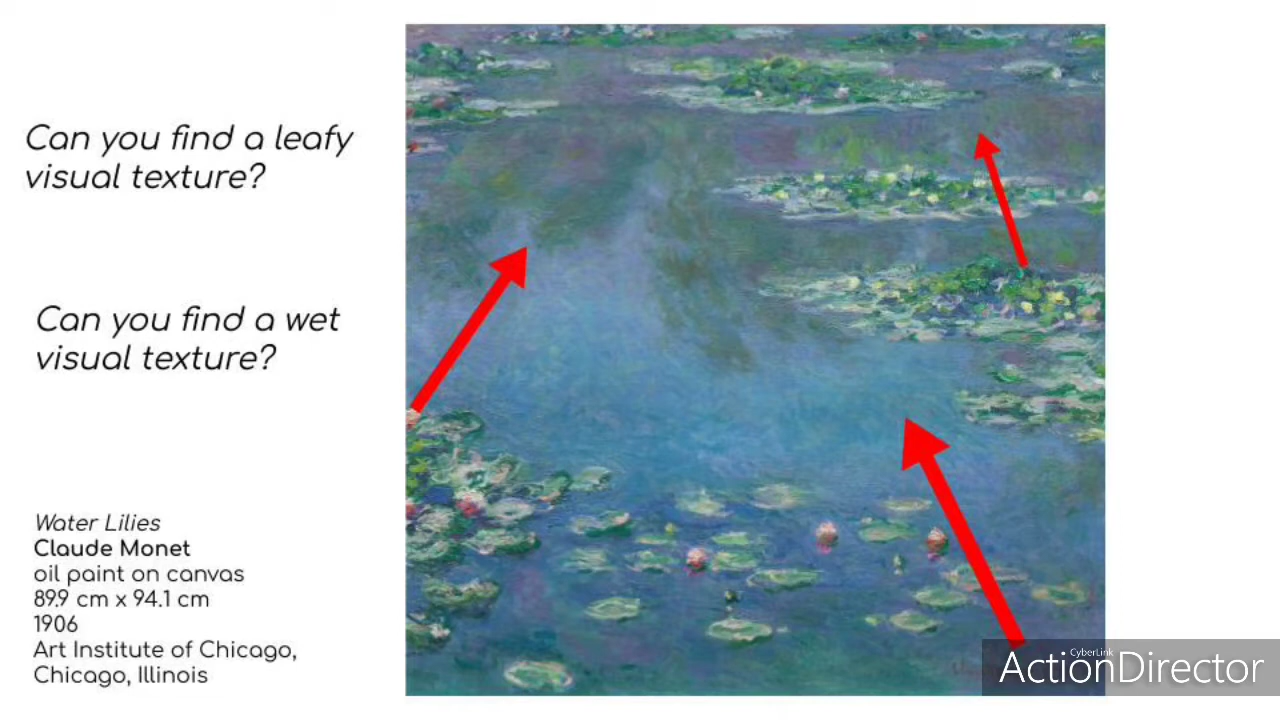 Can you find a leafy
visual texture?
Can you find a wet
visual texture?
Water Lilies
Claude Monet
oil paint on canvas
89.9 cm x 94.1 cm
1906
Art Institute of Chicago,
Chicago, Illinois
CyberLink
ActionDirector